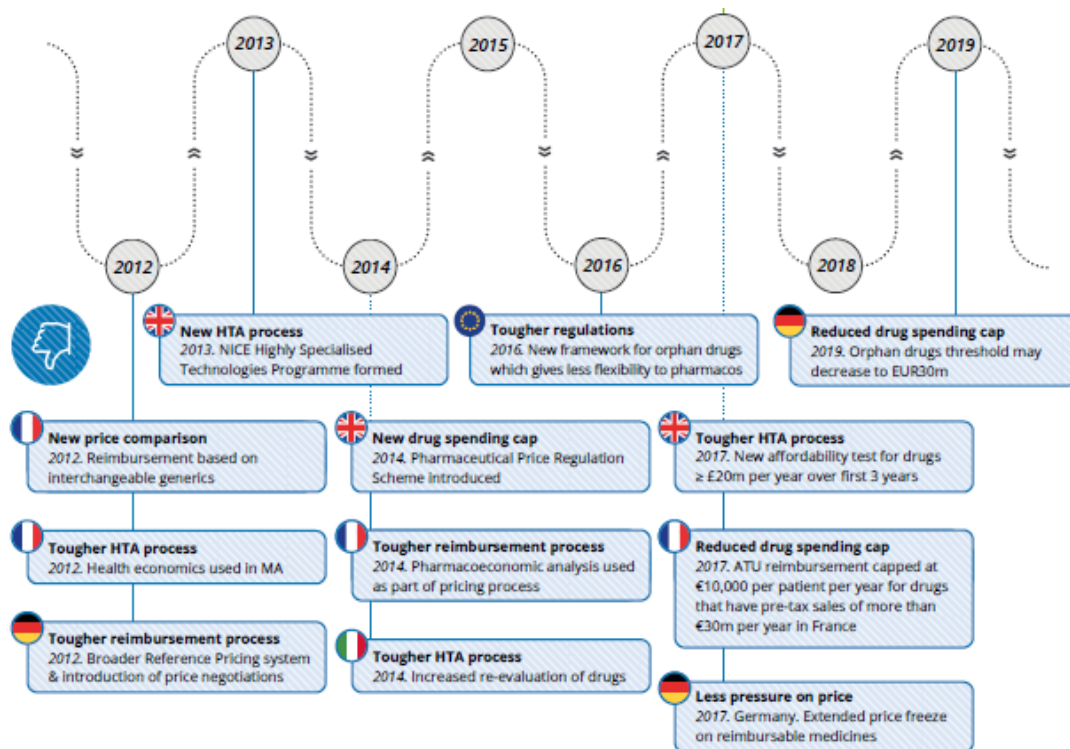 2013
2015
2017
2019
2012
2014
2016
2018
New HTA process
2013. NICE Highly Specialised
Technologies Programme formed
Tougher regulations
2016. New framework for orphan drugs
which gives less flexibility to pharmacos
Reduced drug spending cap
2019. Orphan drugs threshold may
decrease to EUR30m
New price comparison
2012. Reimbursement based on
interchangeable generics
New drug spending cap
2014. Pharmaceutical Price Regulation
Scheme introduced
Tougher HTA process
2017. New affordability test for drugs
≥ £20m per year over first 3 years
Tougher HTA process
2012. Health economics used in MA
Tougher reimbursement process
2014. Pharmacoeconomic analysis used
as part of pricing process
Reduced drug spending cap
2017. ATU reimbursement capped at
€10,000 per patient per year for drugs
that have pre-tax sales of more than
€30m per year in France
Tougher reimbursement process
2012. Broader Reference Pricing system
& introduction of price negotiations
Tougher HTA process
2014. Increased re-evaluation of drugs
Less pressure on price
2017. Germany. Extended price freeze
on reimbursable medicines